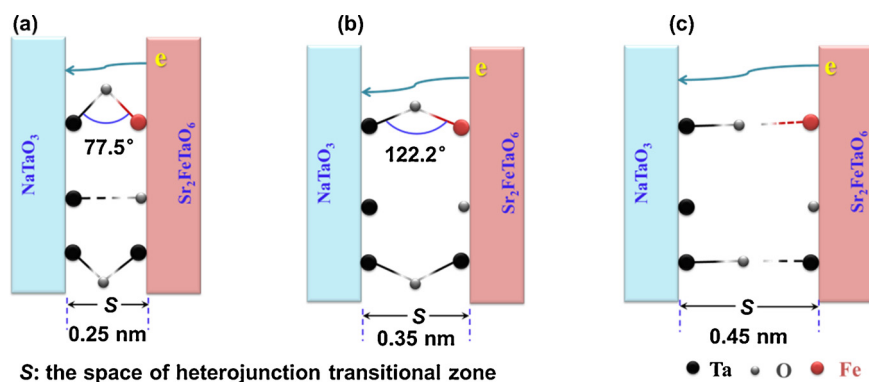 (a)
e
NaTaO₃
77.5°
Sr₂FeTaO₆
S
0.25 nm
(b)
e
NaTaO₃
122.2°
Sr₂FeTaO₆
S
0.35 nm
(c)
e
NaTaO₃
Sr₂FeTaO₆
S
0.45 nm
S: the space of heterojunction transitional zone
Ta O Fe